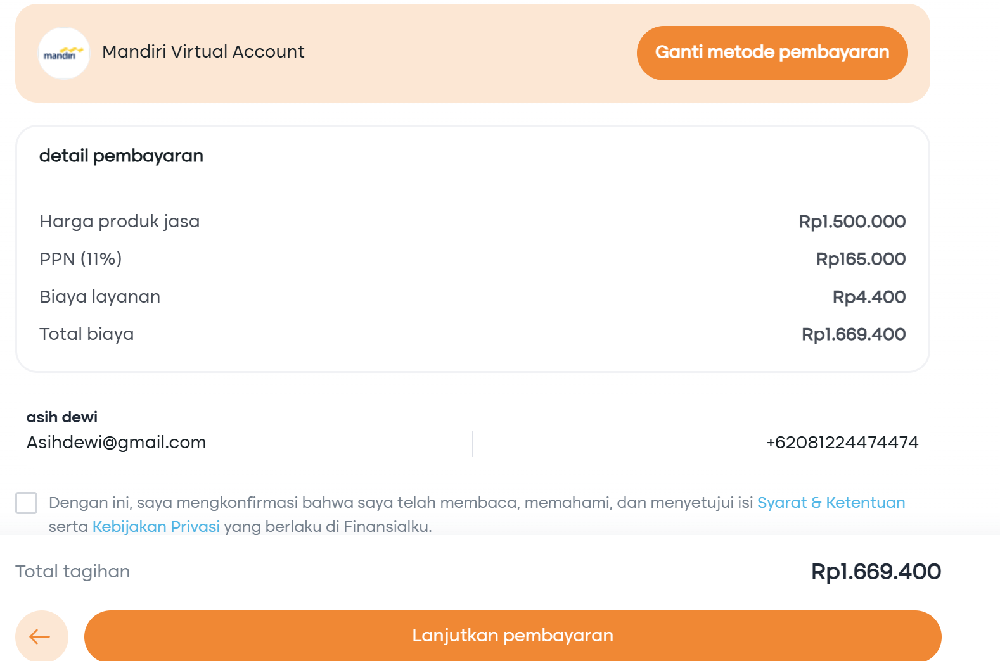 mandiri
Mandiri Virtual Account
Ganti metode pembayaran
detail pembayaran
Harga produk jasa Rp1.500.000
PPN (11%) Rp165.000
Biaya layanan Rp4.400
Total biaya Rp1.669.400
asih dewi
Asihdewi@gmail.com +62081224474474
Dengan ini, saya mengkonfirmasi bahwa saya telah membaca, memahami, dan menyetujui isi Syarat & Ketentuan
serta Kebijakan Privasi yang berlaku di Finansialku.
Total tagihan Rp1.669.400
Lanjutkan pembayaran